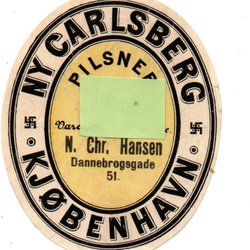 NY CARLSBERG
PILSNER
N. Chr. Hansen
Dannebrogsgade
51.
KJØBENHAVN